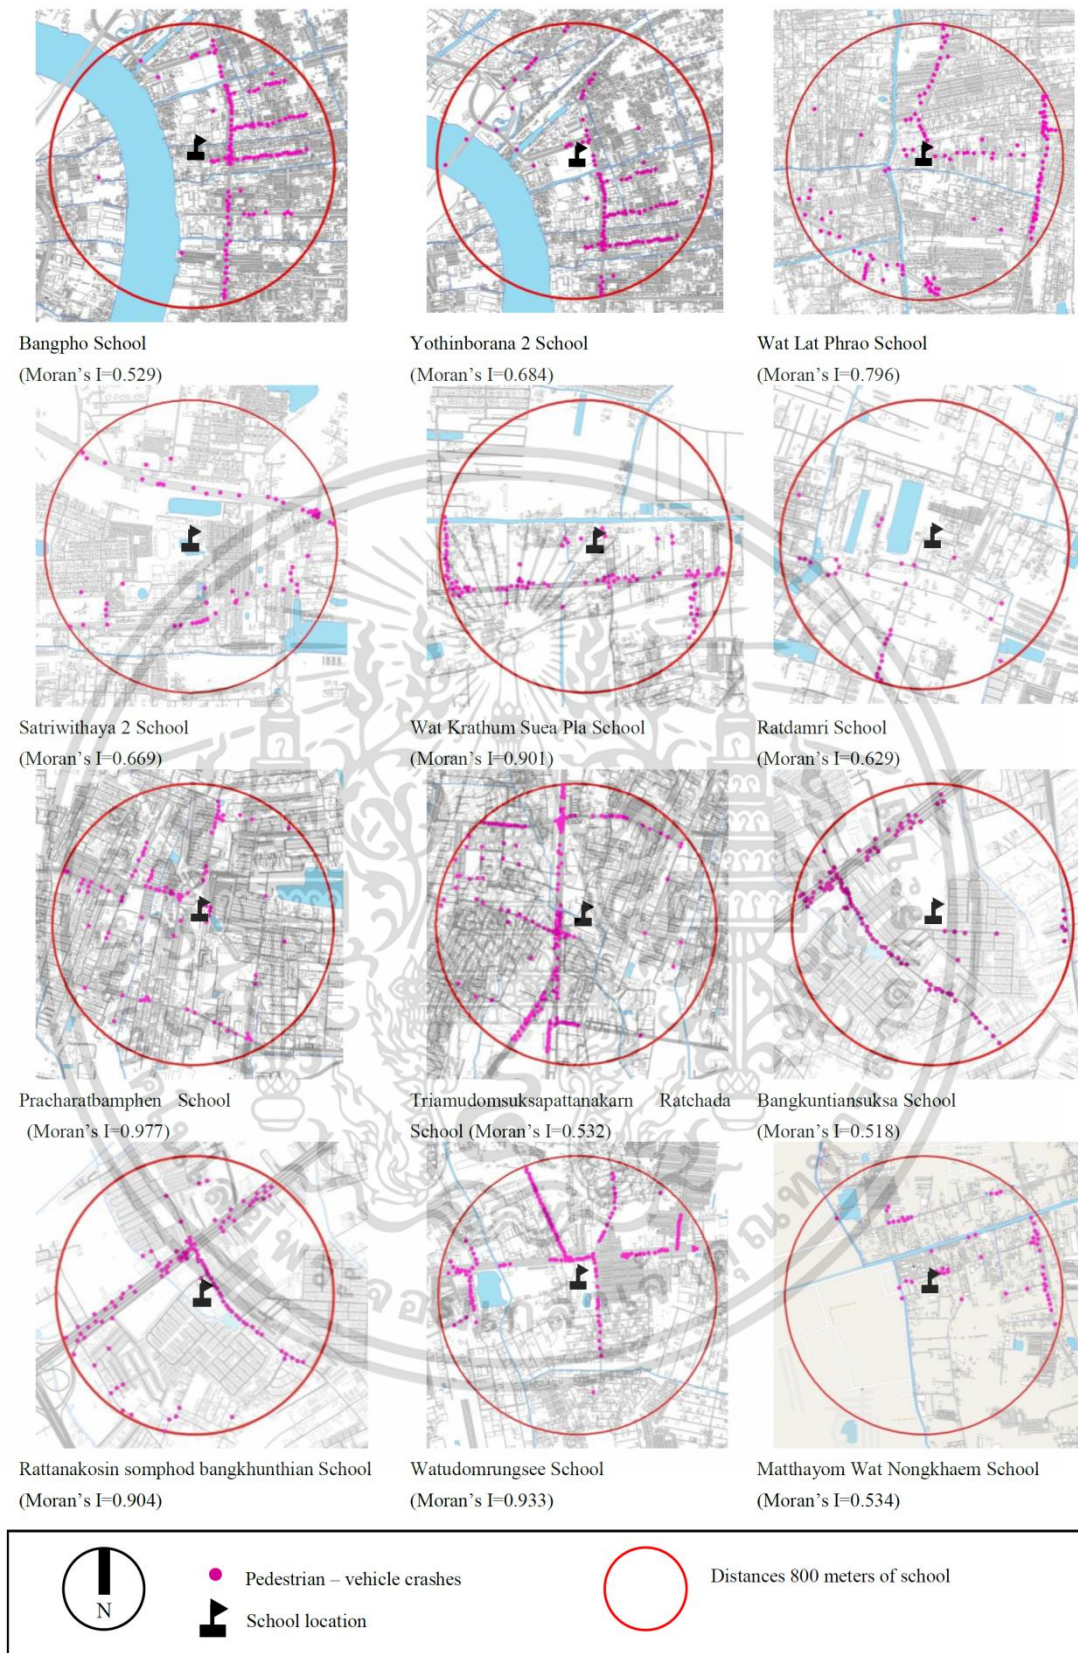 Bangpho School
(Moran's I=0.529)
Yothinborana 2 School
(Moran's I=0.684)
Wat Lat Phrao School
(Moran's I=0.796)
Satriwithaya 2 School
(Moran's I=0.669)
Wat Krathum Suea Pla School
(Moran's I=0.901)
Ratdamri School
(Moran's I=0.629)
Pracharatbamphen School
(Moran's I=0.977)
Triamudomsuksapattanakarn Ratchada
School (Moran's I=0.532)
Bangkuntiansuksa School
(Moran's I=0.518)
Rattanakosin somphod bangkhunthian School
(Moran's I=0.904)
Watudomrungsee School
(Moran's I=0.933)
Matthayom Wat Nongkhaem School
(Moran's I=0.534)
N
Pedestrian – vehicle crashes
School location
Distances 800 meters of school